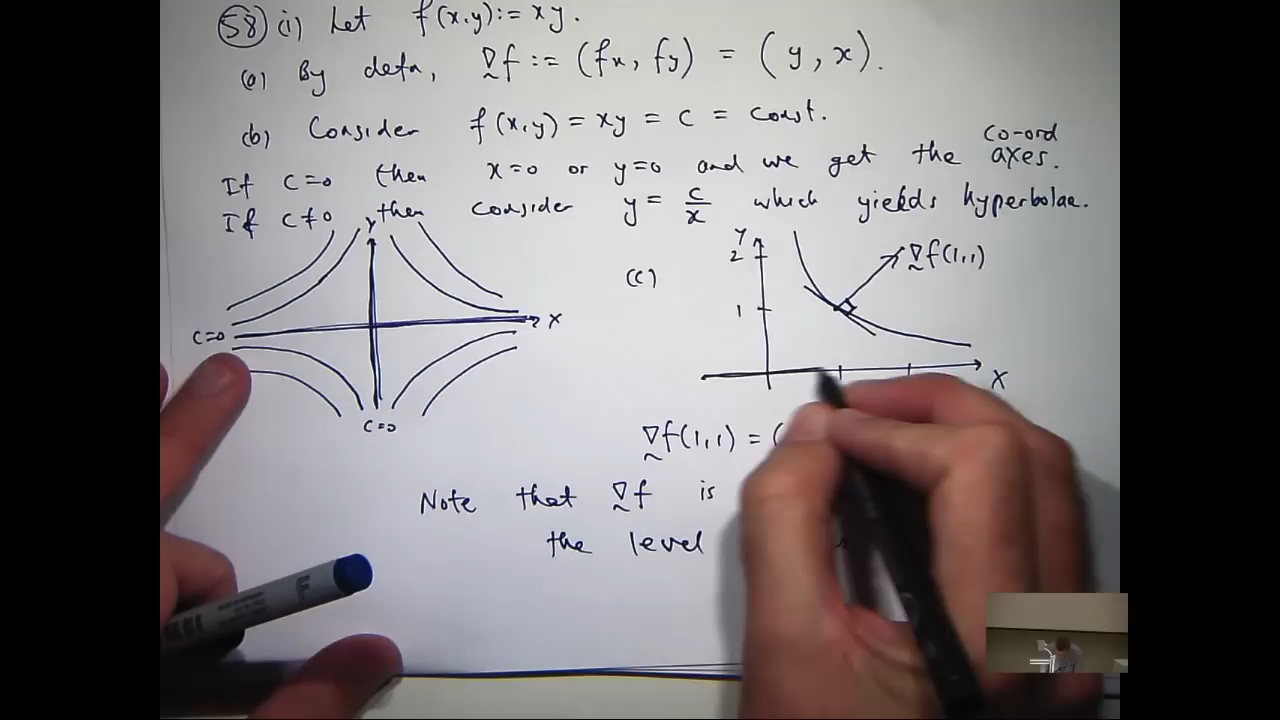 58 (i) Let f(x,y) := xy.
(a) By defn, ∇f := (fx, fy) = (y, x).
(b) Consider f(x,y) = xy = c = const.
If c=0 then x=0 or y=0 and we get the co-ord axes.
If c≠0 then consider y = c/x which yields hyperbolae.
y
x
c=0
c=0
(c)
y
2
1
∇f(1,1)
x
∇f(1,1) = (
Note that ∇f is
the level